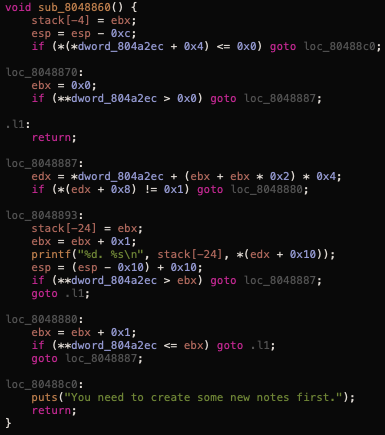 void sub_8048860() {
    stack[-4] = ebx;
    esp = esp - 0xc;
    if (*(*dword_804a2ec + 0x4) <= 0x0) goto loc_80488c0;
loc_8048870:
    ebx = 0x0;
    if (**dword_804a2ec > 0x0) goto loc_8048887;
.l1:
    return;
loc_8048887:
    edx = *dword_804a2ec + (ebx + ebx * 0x2) * 0x4;
    if (*(edx + 0x8) != 0x1) goto loc_8048880;
loc_8048893:
    stack[-24] = ebx;
    ebx = ebx + 0x1;
    printf("%d. %s\n", stack[-24], *(edx + 0x10));
    esp = (esp - 0x10) + 0x10;
    if (**dword_804a2ec > ebx) goto loc_8048887;
    goto .l1;
loc_8048880:
    ebx = ebx + 0x1;
    if (**dword_804a2ec <= ebx) goto .l1;
    goto loc_8048887;
loc_80488c0:
    puts("You need to create some new notes first.");
    return;
}